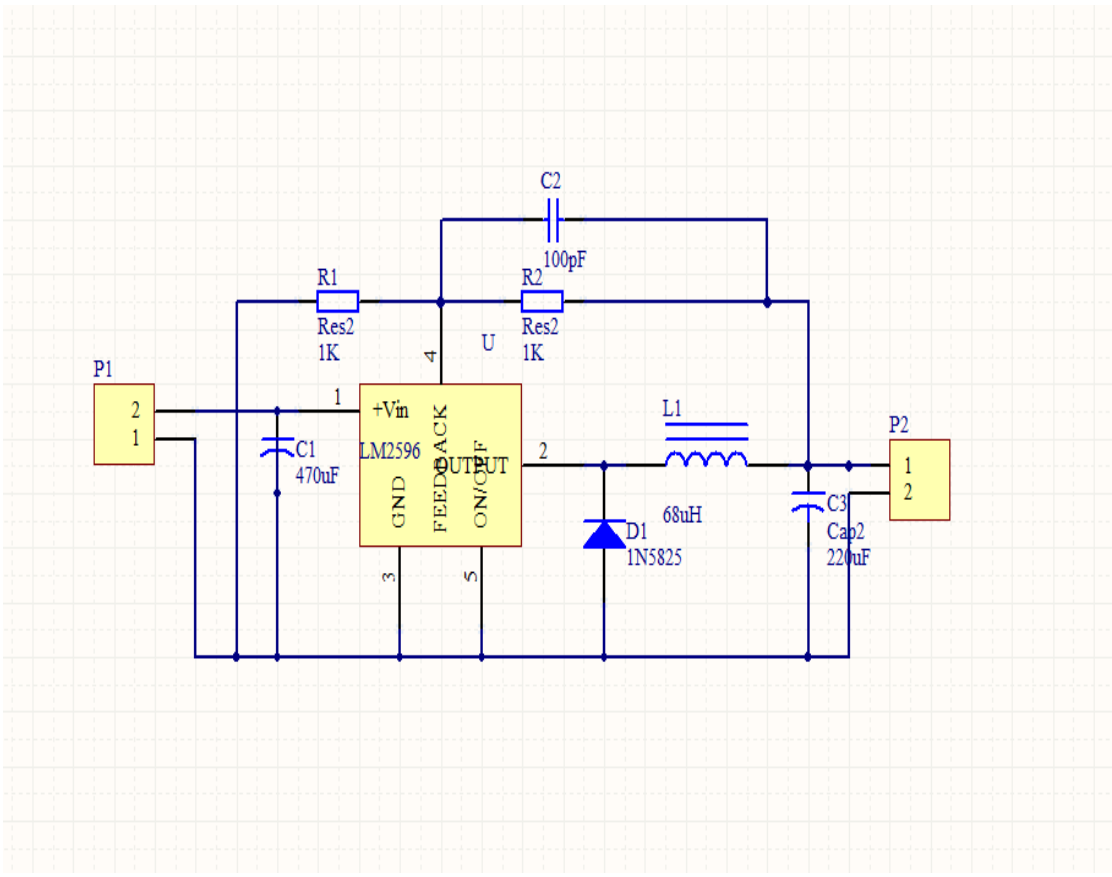 C2
100pF
R1
Res2
1K
R2
Res2
1K
U
4
P1
2
1
1
+Vin
FEEDBACK
LM2596
OUTPUT
GND
ON/OFF
2
3
5
C1
470uF
L1
68uH
D1
1N5825
P2
1
2
C3
Cap2
220uF